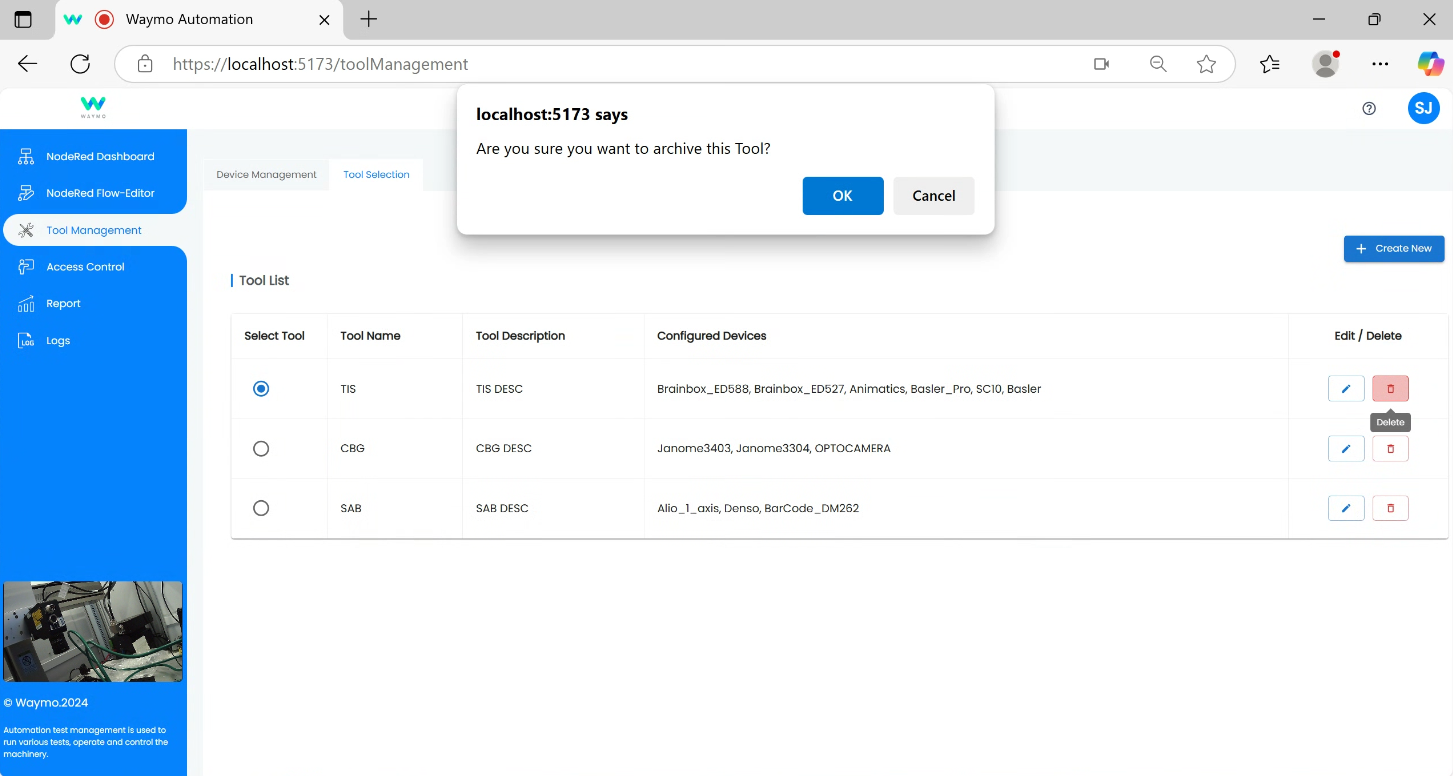 Waymo Automation
https://localhost:5173/toolManagement
WAYMO
SJ
localhost:5173 says
Are you sure you want to archive this Tool?
OK
Cancel
NodeRed Dashboard
NodeRed Flow-Editor
Tool Management
Access Control
Report
LOG
Logs
Device Management
Tool Selection
+ Create New
Tool List
Select Tool Tool Name Tool Description Configured Devices Edit / Delete
TIS TIS DESC Brainbox_ED588, Brainbox_ED527, Animatics, Basler_Pro, SC10, Basler
Delete
CBG CBG DESC Janome3403, Janome3304, OPTOCAMERA
SAB SAB DESC Alio_1_axis, Denso, BarCode_DM262
© Waymo.2024
Automation test management is used to
run various tests, operate and control the
machinery.